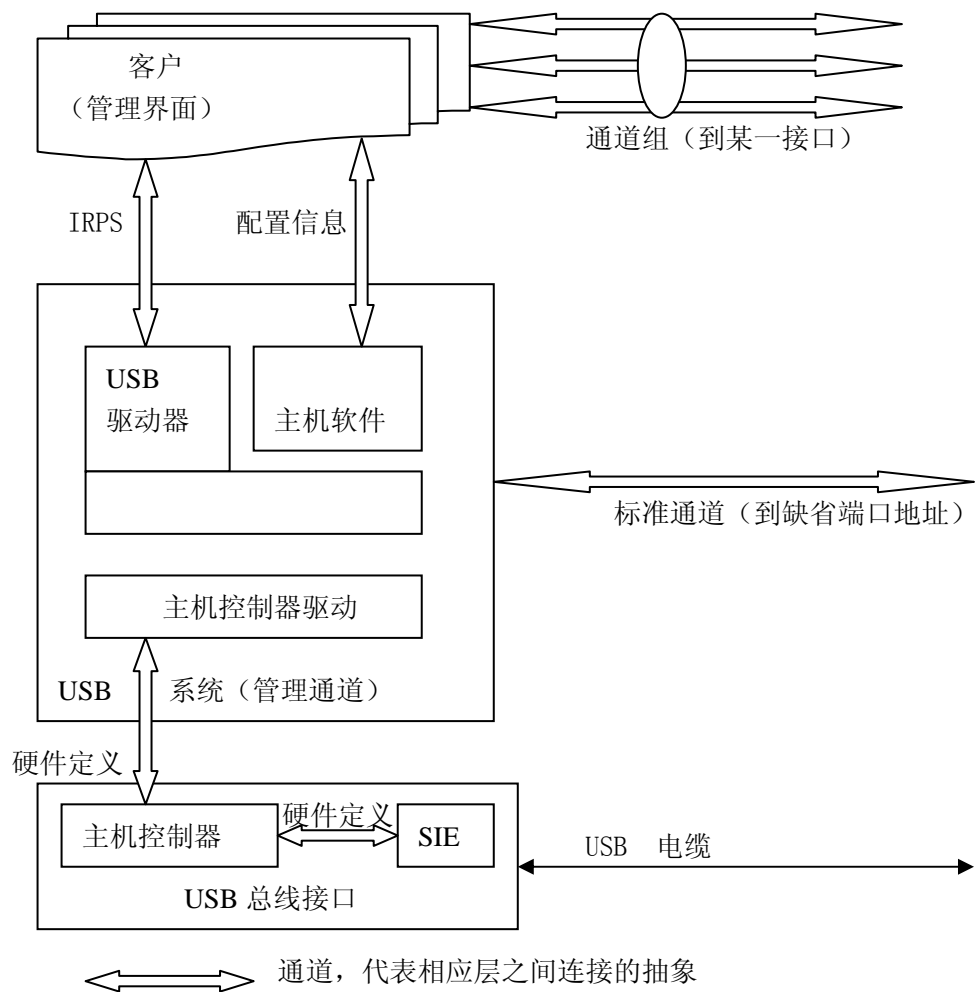 客户
（管理界面）
通道组（到某一接口）
IRPS
配置信息
USB
驱动器
主机软件
标准通道（到缺省端口地址）
主机控制器驱动
USB 系统（管理通道）
硬件定义
主机控制器
硬件定义
SIE
USB 电缆
USB 总线接口
通道，代表相应层之间连接的抽象